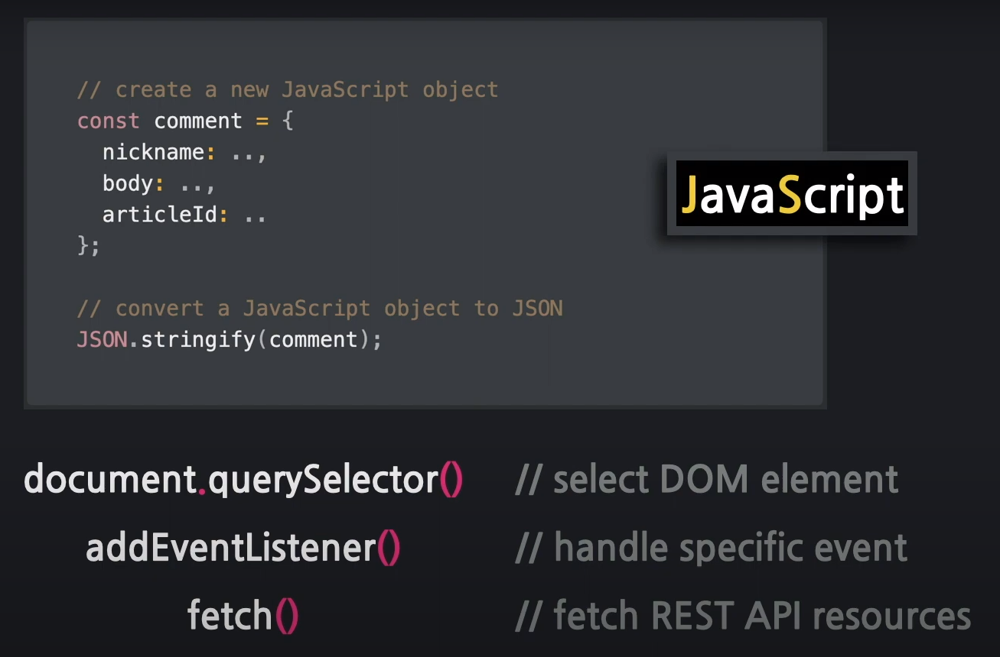 // create a new JavaScript object
const comment = {
  nickname: ..,
  body: ..,
  articleId: ..
};
JavaScript
// convert a JavaScript object to JSON
JSON.stringify(comment);
document.querySelector() // select DOM element
addEventListener() // handle specific event
fetch() // fetch REST API resources